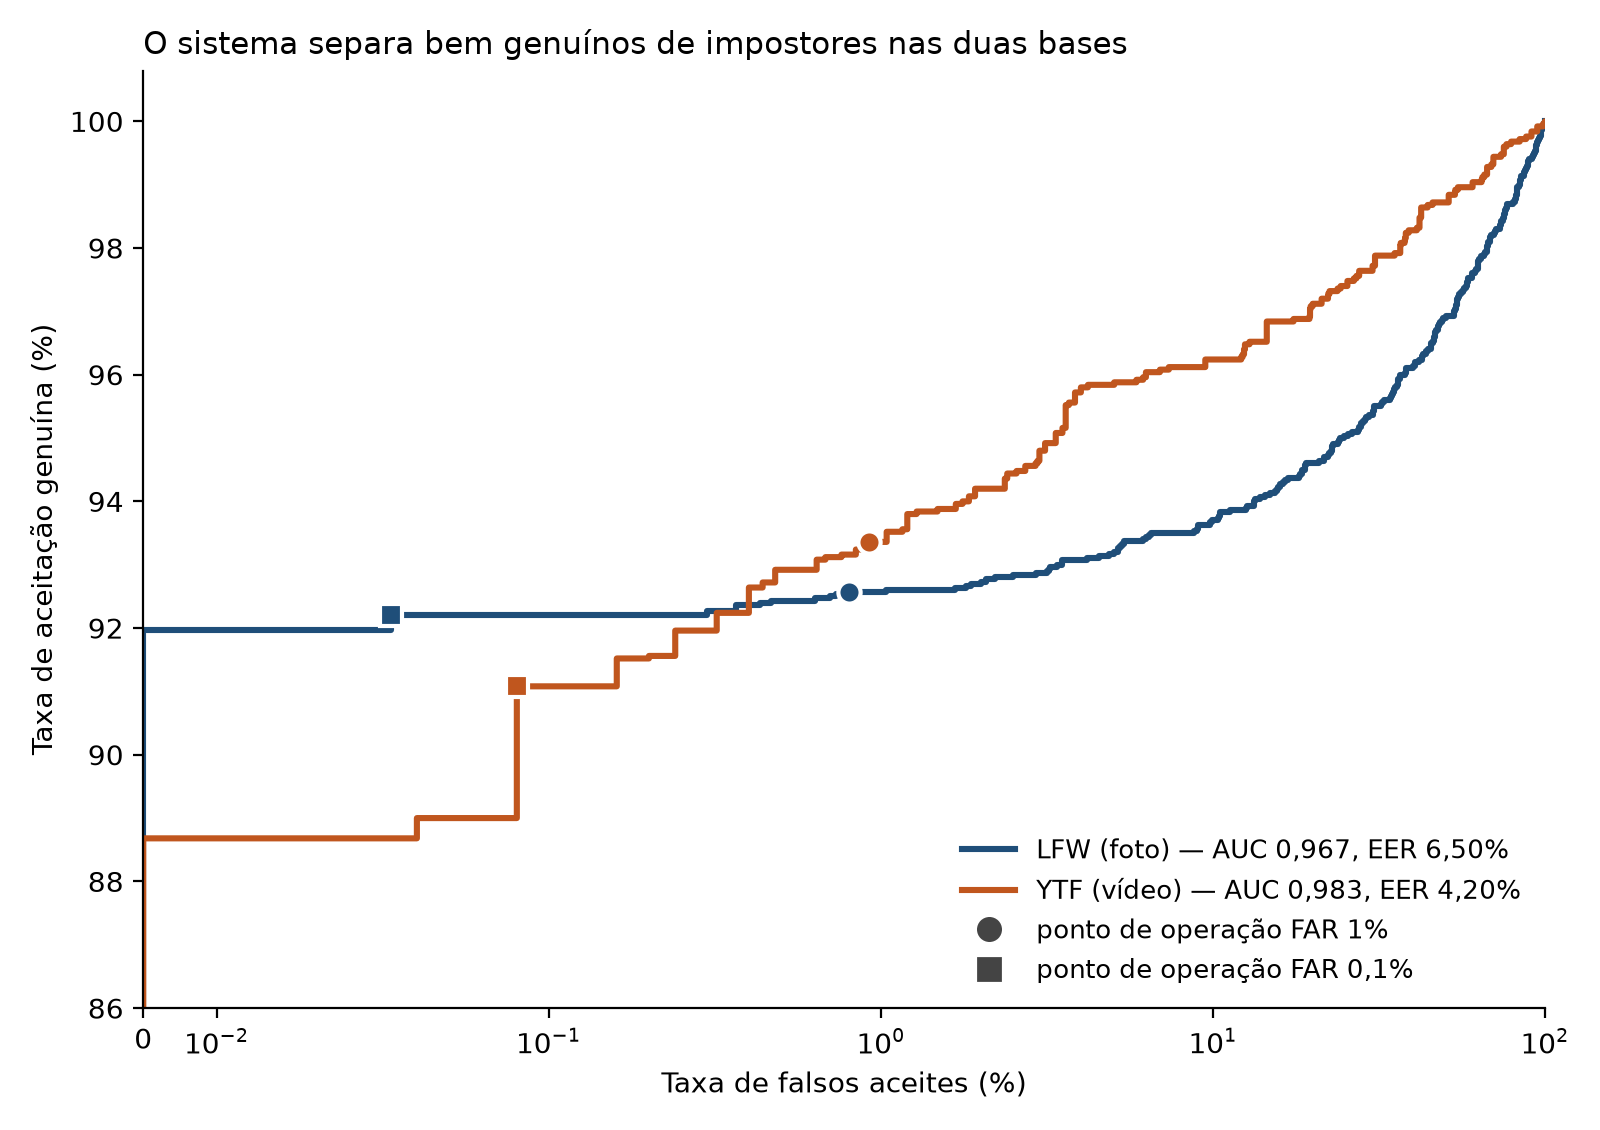 O sistema separa bem genuínos de impostores nas duas bases
Taxa de aceitação genuína (%)
100
98
96
94
92
90
88
86
LFW (foto) — AUC 0,967, EER 6,50%
YTF (vídeo) — AUC 0,983, EER 4,20%
ponto de operação FAR 1%
ponto de operação FAR 0,1%
0 10⁻² 10⁻¹ 10⁰ 10¹ 10²
Taxa de falsos aceites (%)